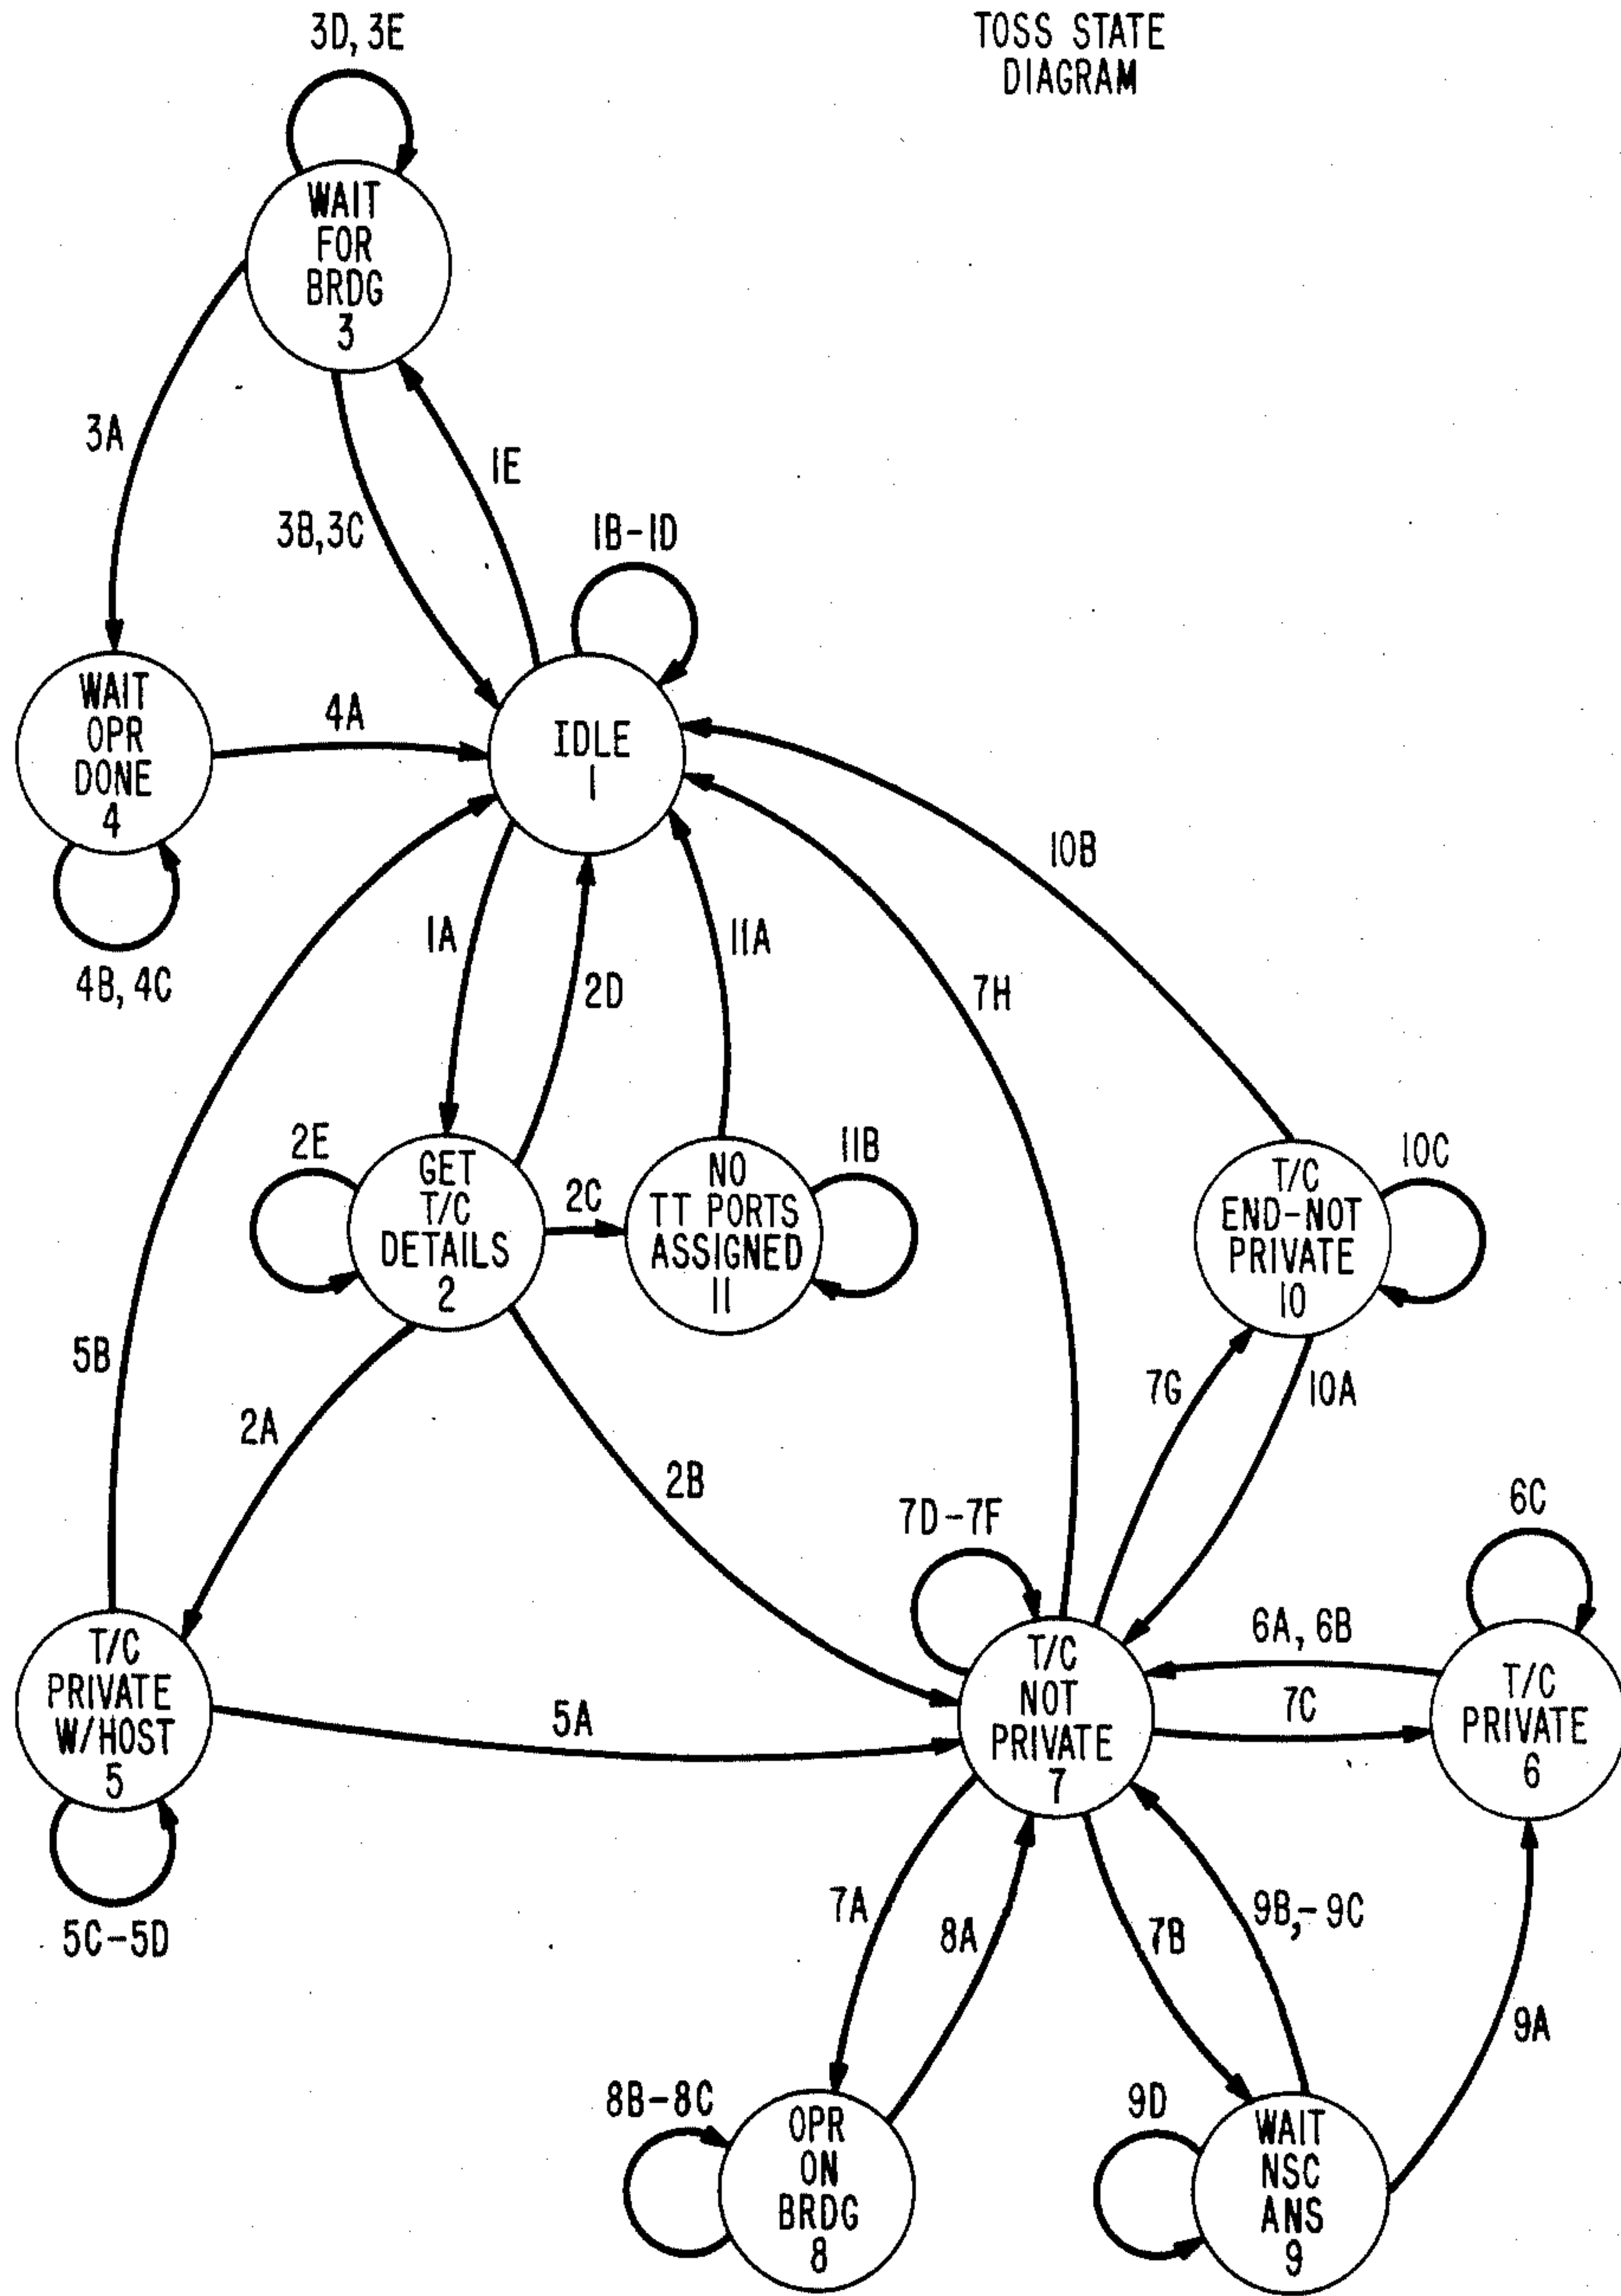 TOSS STATE
DIAGRAM
3D, 3E
WAIT
FOR
BRDG
3
3A
1E
3B,3C
1B-1D
WAIT
OPR
DONE
4
4A
IDLE
1
4B, 4C
10B
1A
11A
2D
7H
2E
GET
T/C
DETAILS
2
2C
NO
TT PORTS
ASSIGNED
11
11B
T/C
END-NOT
PRIVATE
10
10C
5B
2A
7G
10A
2B
7D-7F
6C
T/C
PRIVATE
W/HOST
5
5A
T/C
NOT
PRIVATE
7
6A, 6B
7C
T/C
PRIVATE
6
5C-5D
7A
8A
7B
9B,-9C
9A
8B-8C
OPR
ON
BRDG
8
9D
WAIT
NSC
ANS
9